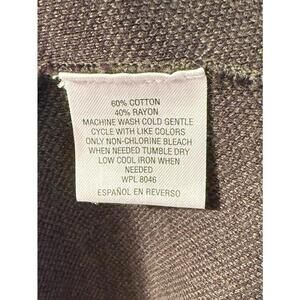 60% COTTON
40% RAYON
MACHINE WASH COLD GENTLE
CYCLE WITH LIKE COLORS
ONLY NON-CHLORINE BLEACH
WHEN NEEDED TUMBLE DRY
LOW COOL IRON WHEN
NEEDED
WPL 8046
ESPAÑOL EN REVERSO